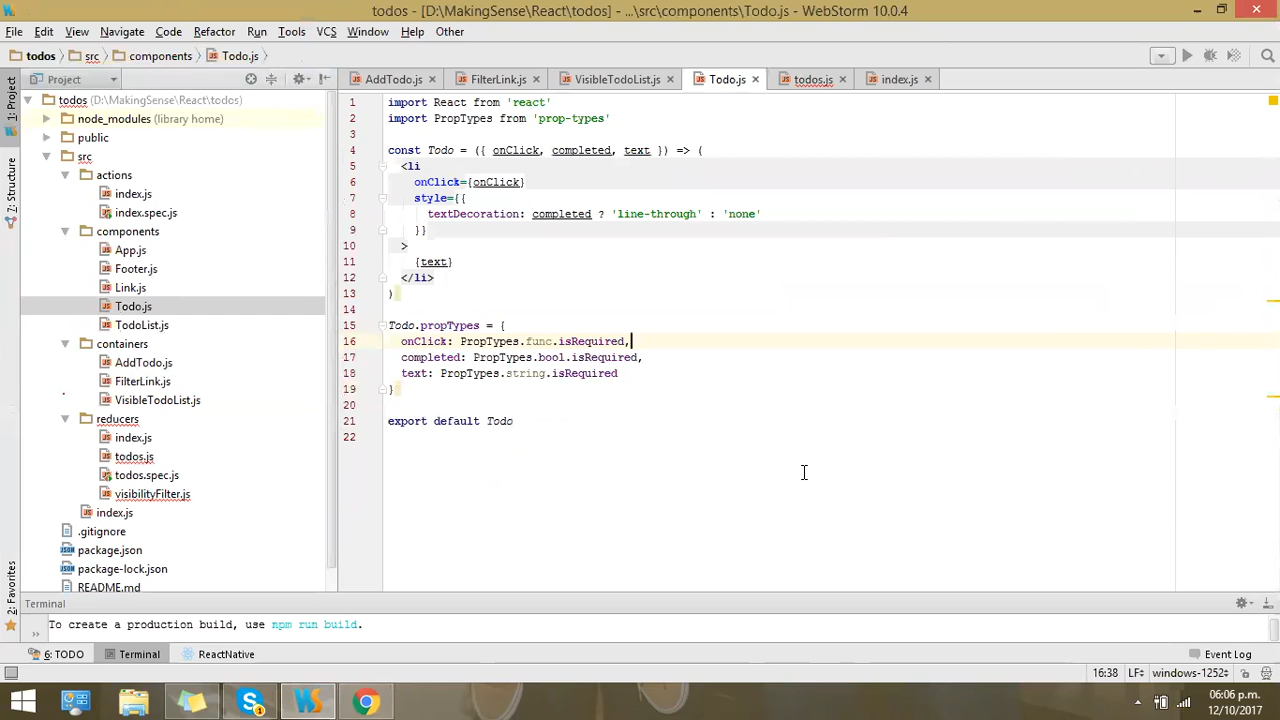 todos - [D:\MakingSense\React\todos] - ...\src\components\Todo.js - WebStorm 10.0.4
File Edit View Navigate Code Refactor Run Tools VCS Window Help Other
todos src components Todo.js
1: Project
Project
AddTodo.js FilterLink.js VisibleTodoList.js Todo.js todos.js index.js
todos (D:\MakingSense\React\todos)
node_modules (library home)
public
src
actions
index.js
index.spec.js
components
App.js
Footer.js
Link.js
Todo.js
TodoList.js
containers
AddTodo.js
FilterLink.js
VisibleTodoList.js
reducers
index.js
todos.js
todos.spec.js
visibilityFilter.js
index.js
.gitignore
package.json
package-lock.json
README.md
7: Structure
2: Favorites
1 import React from 'react'
2 import PropTypes from 'prop-types'
3
4 const Todo = ({ onClick, completed, text }) => (
5 <li
6 onClick={onClick}
7 style={{
8 textDecoration: completed ? 'line-through' : 'none'
9 }}
10 >
11 {text}
12 </li>
13 )
14
15 Todo.propTypes = {
16 onClick: PropTypes.func.isRequired,
17 completed: PropTypes.bool.isRequired,
18 text: PropTypes.string.isRequired
19 }
20
21 export default Todo
22
Terminal
To create a production build, use npm run build.
6: TODO Terminal ReactNative Event Log
16:38 LF÷ windows-1252÷
06:06 p.m.
12/10/2017